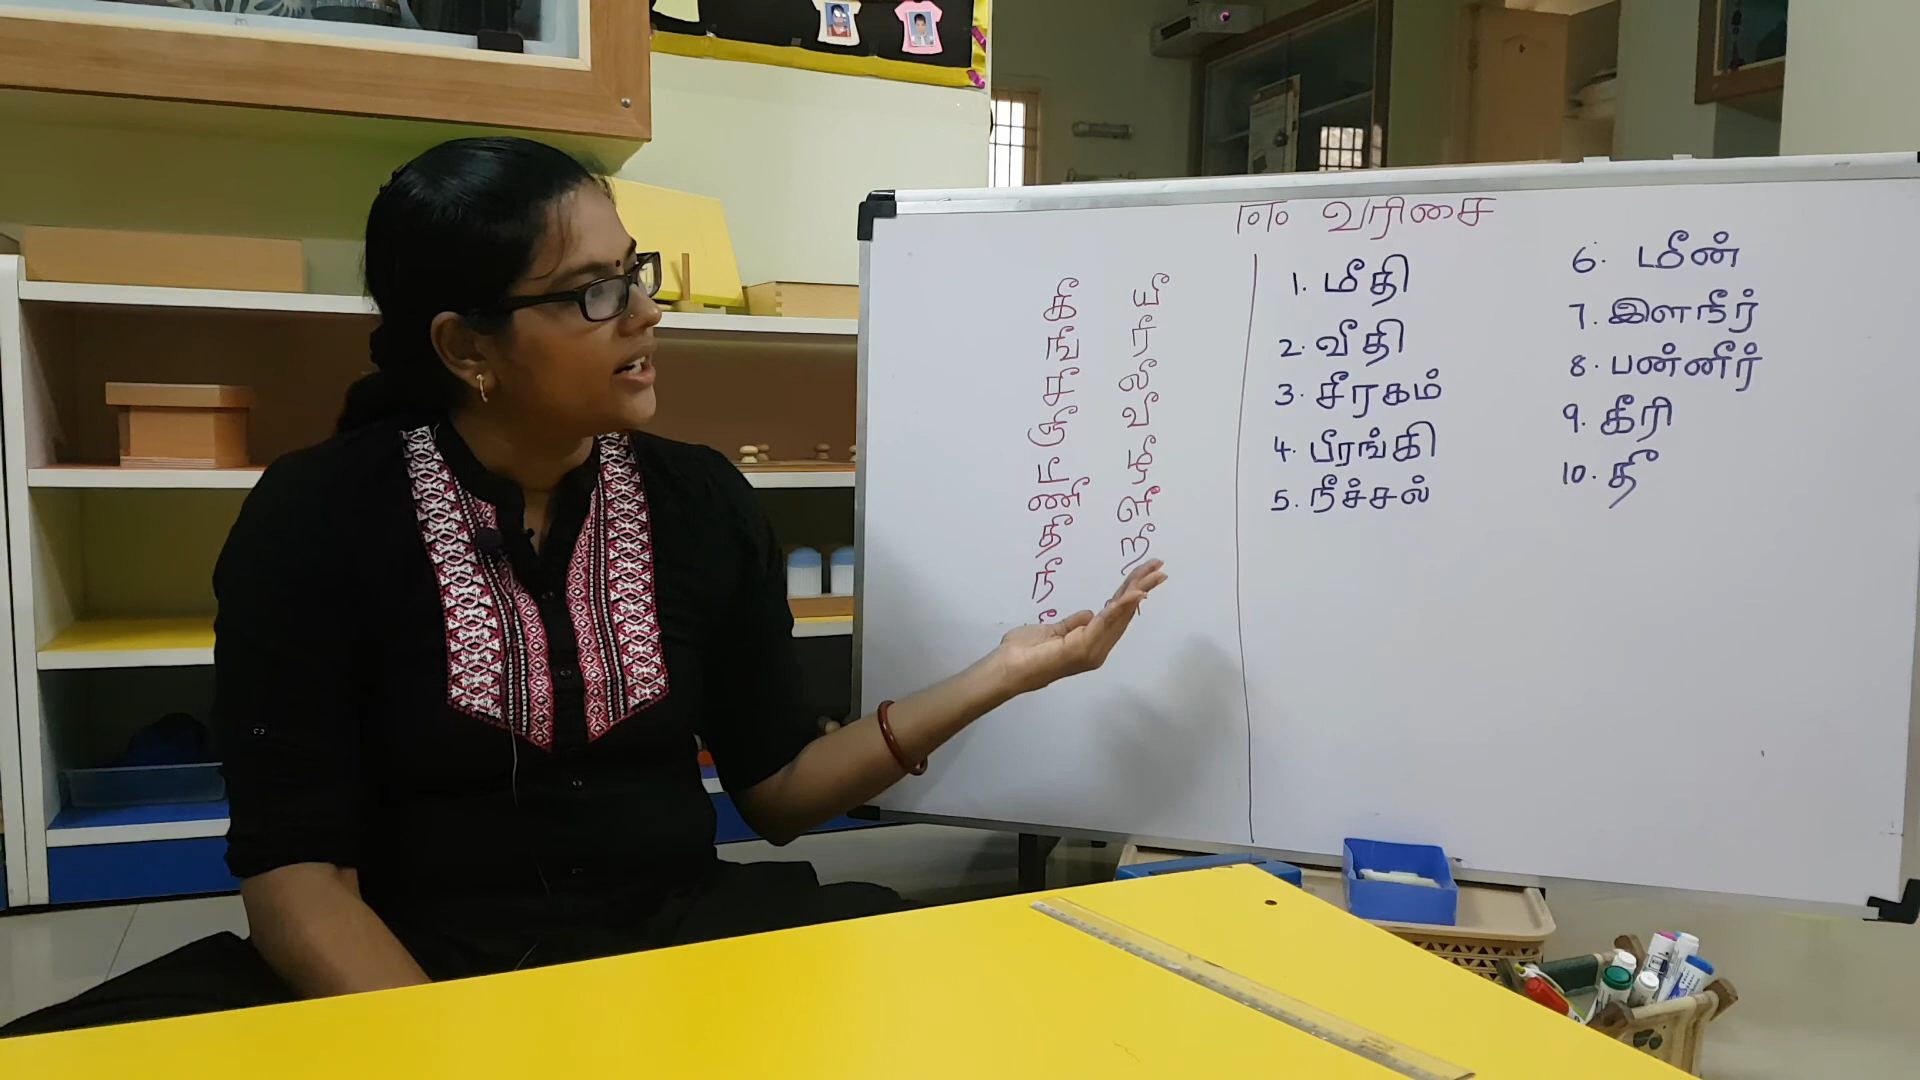 ஈ வரிசை
கீ
ஙீ
சீ
ஞீ
டீ
ணீ
தீ
நீ
யீ
ரீ
லீ
வீ
ழீ
ளீ
றீ
1. மீதி
2. வீதி
3. சீரகம்
4. பீரங்கி
5. நீச்சல்
6. மீன்
7. இளநீர்
8. பன்னீர்
9. கீரி
10. தீ